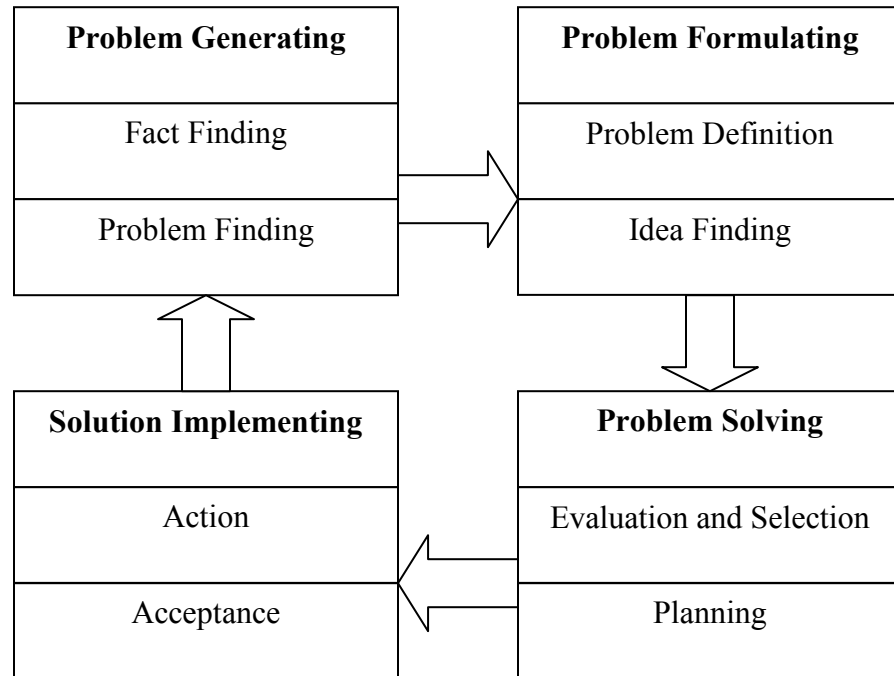 Problem Generating
Fact Finding
Problem Finding
Problem Formulating
Problem Definition
Idea Finding
Solution Implementing
Action
Acceptance
Problem Solving
Evaluation and Selection
Planning